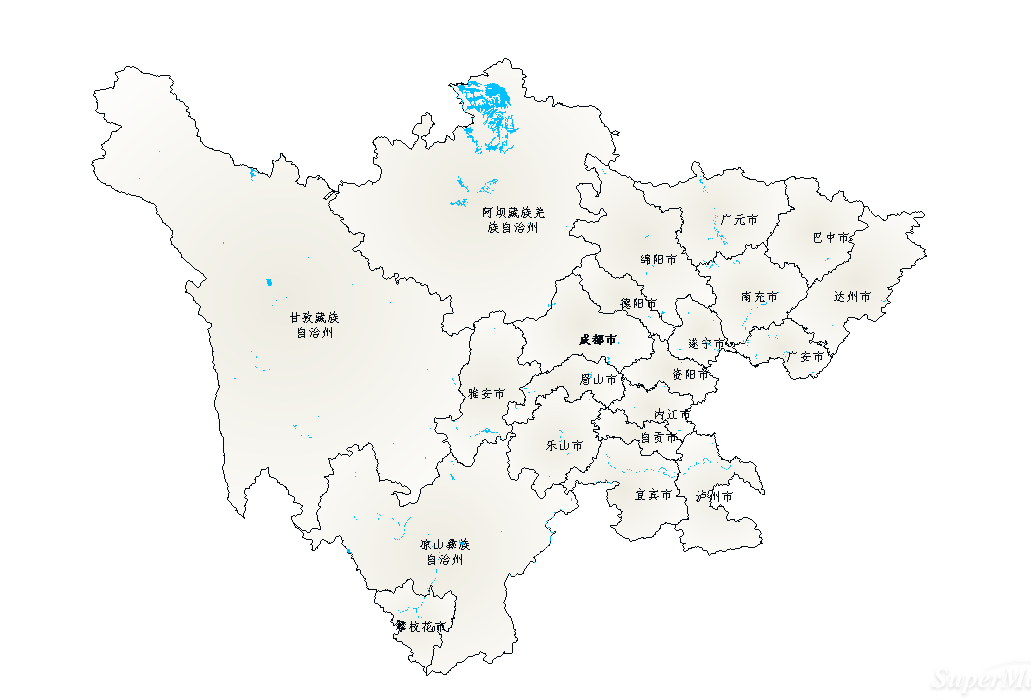 阿坝藏族羌
族自治州
广元市
巴中市
绵阳市
南充市
达州市
德阳市
甘孜藏族
自治州
成都市
遂宁市
广安市
资阳市
眉山市
雅安市
内江市
自贡市
乐山市
宜宾市
泸州市
凉山彝族
自治州
攀枝花市